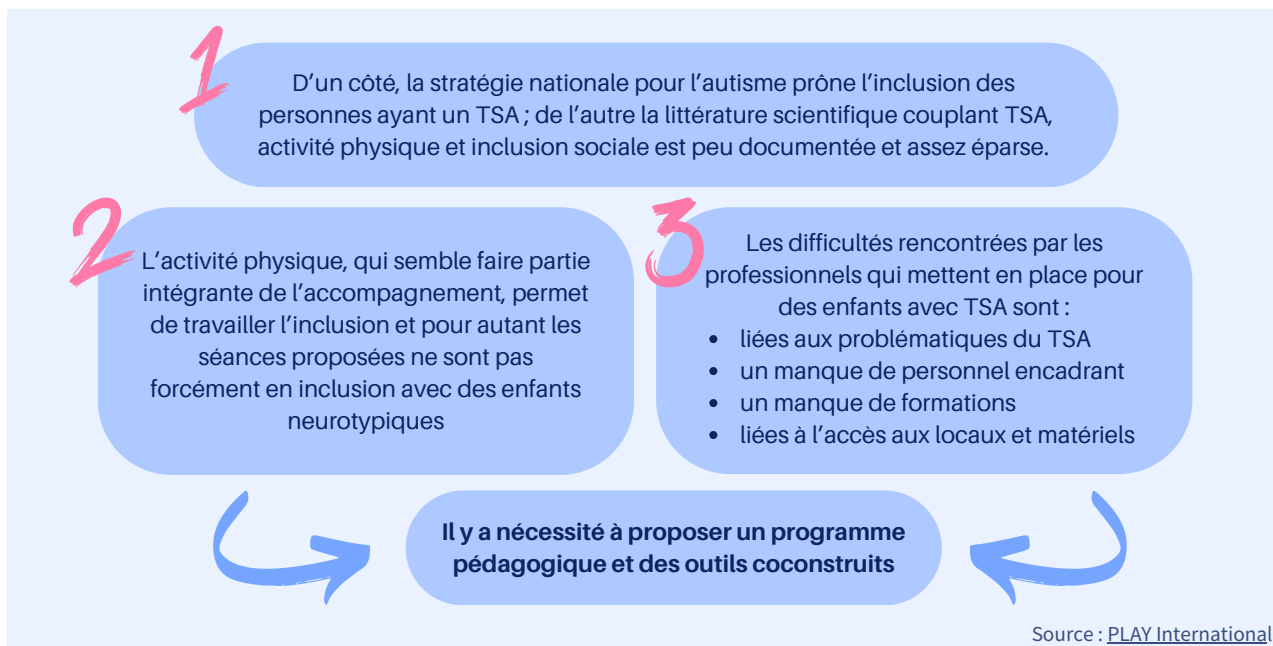 1
D’un côté, la stratégie nationale pour l’autisme prône l’inclusion des
personnes ayant un TSA ; de l’autre la littérature scientifique couplant TSA,
activité physique et inclusion sociale est peu documentée et assez éparse.
2
L’activité physique, qui semble faire partie
intégrante de l’accompagnement, permet
de travailler l’inclusion et pour autant les
séances proposées ne sont pas
forcément en inclusion avec des enfants
neurotypiques
3
Les difficultés rencontrées par les
professionnels qui mettent en place pour
des enfants avec TSA sont :
• liées aux problématiques du TSA
• un manque de personnel encadrant
• un manque de formations
• liées à l’accès aux locaux et matériels
Il y a nécessité à proposer un programme
pédagogique et des outils coconstruits
Source : PLAY International